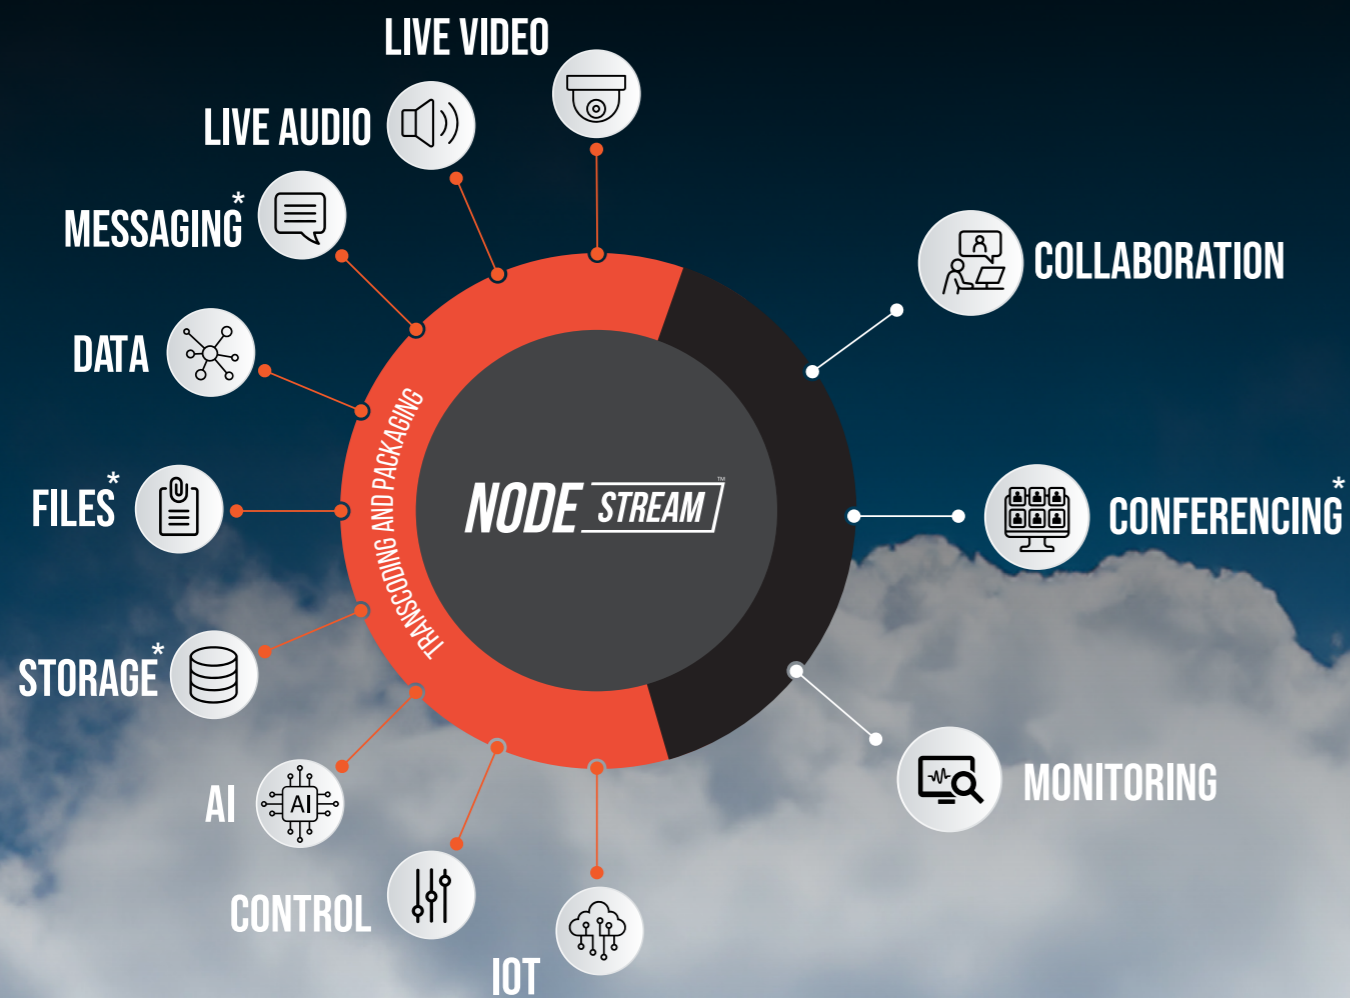 LIVE VIDEO
LIVE AUDIO
MESSAGING*
DATA
FILES*
STORAGE*
AI
AI
CONTROL
IOT
TRANSCODING AND PACKAGING
NODE STREAM™
COLLABORATION
CONFERENCING*
MONITORING